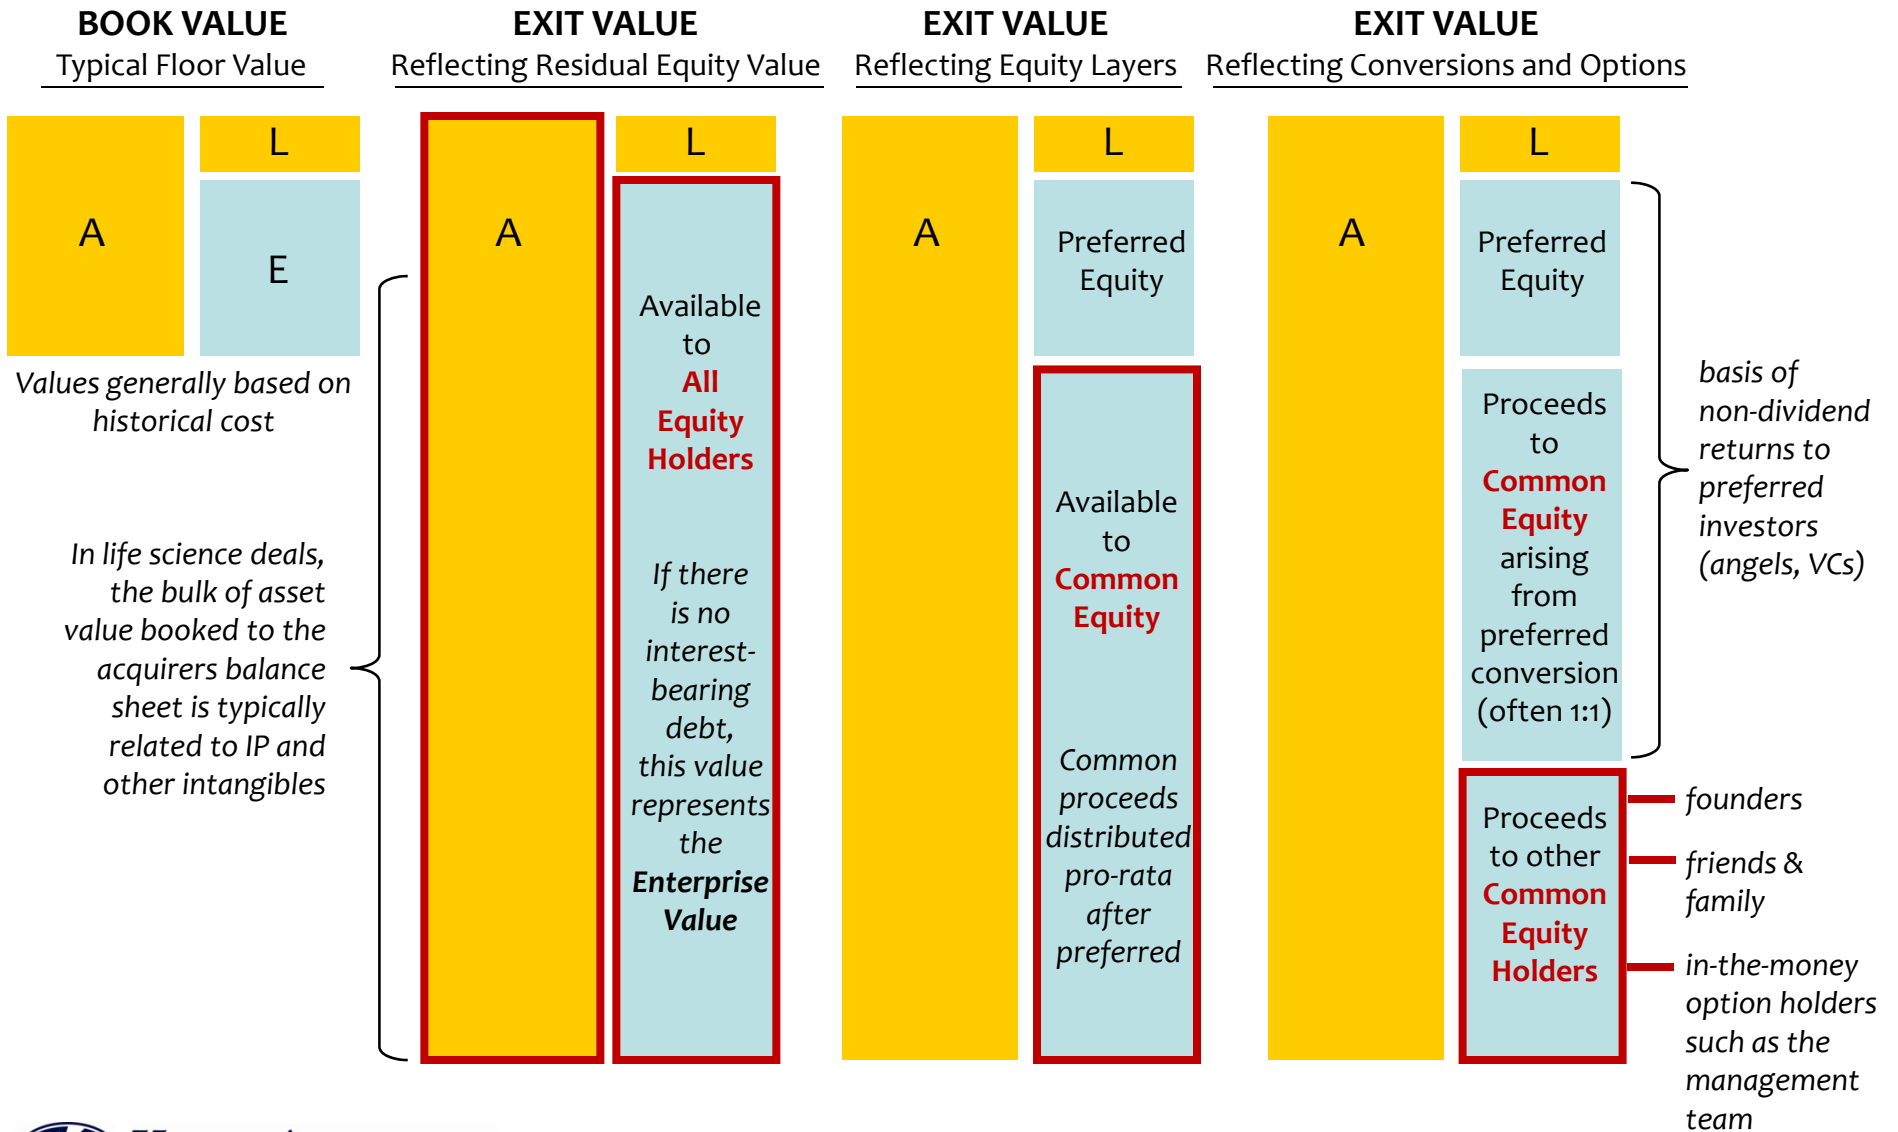 BOOK VALUE
Typical Floor Value
A
L
E
Values generally based on
historical cost
In life science deals,
the bulk of asset
value booked to the
acquirers balance
sheet is typically
related to IP and
other intangibles
EXIT VALUE
Reflecting Residual Equity Value
A
L
Available
to
All
Equity
Holders
If there
is no
interest-
bearing
debt,
this value
represents
the
Enterprise
Value
EXIT VALUE
Reflecting Equity Layers
A
L
Preferred
Equity
Available
to
Common
Equity
Common
proceeds
distributed
pro-rata
after
preferred
EXIT VALUE
Reflecting Conversions and Options
A
L
Preferred
Equity
Proceeds
to
Common
Equity
arising
from
preferred
conversion
(often 1:1)
Proceeds
to other
Common
Equity
Holders
basis of
non-dividend
returns to
preferred
investors
(angels, VCs)
founders
friends &
family
in-the-money
option holders
such as the
management
team